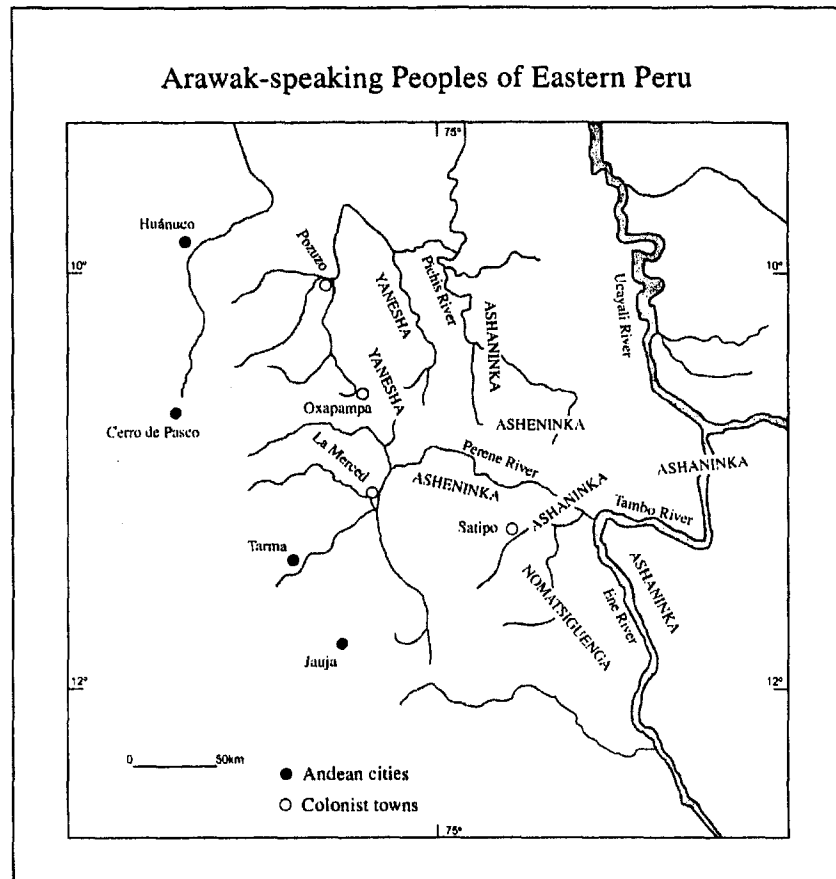 Arawak-speaking Peoples of Eastern Peru
75°
Huánuco
Pozuzo
10°
10°
YANESHA
Pichis River
Ucayali River
ASHANINKA
YANESHA
Oxapampa
Cerro de Pasco
ASHENINKA
La Merced
Perene River
ASHANINKA
ASHENINKA
ASHANINKA
Tambo River
Satipo
Tarma
NOMATSIGUENGA
Ene River
ASHANINKA
Jauja
12°
12°
0 50km
Andean cities
Colonist towns
75°